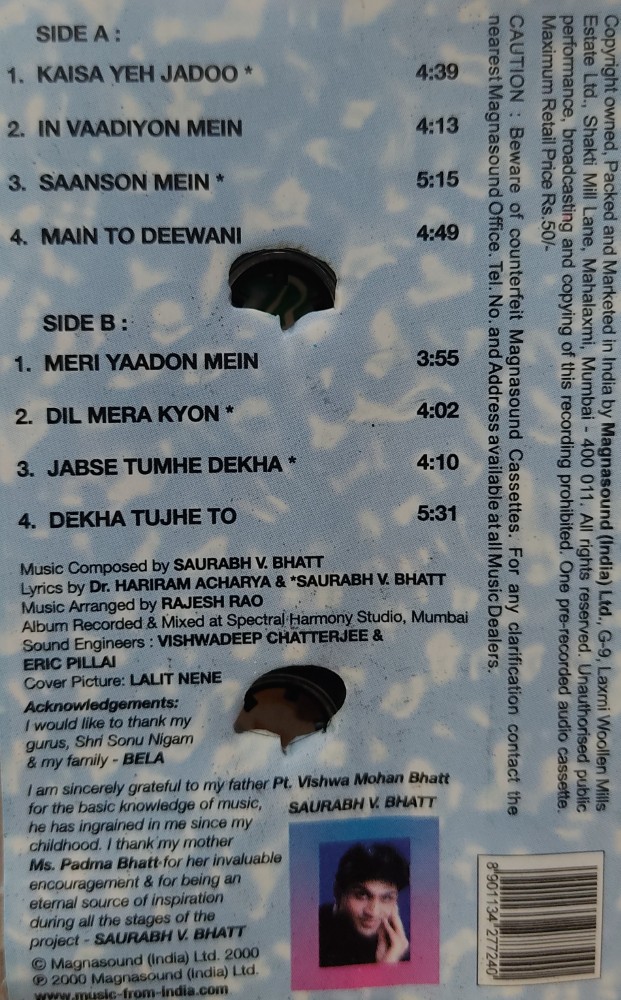 SIDE A :
1. KAISA YEH JADOO * 4:39
2. IN VAADIYON MEIN 4:13
3. SAANSON MEIN * 5:15
4. MAIN TO DEEWANI 4:49
SIDE B :
1. MERI YAADON MEIN 3:55
2. DIL MERA KYON * 4:02
3. JABSE TUMHE DEKHA * 4:10
4. DEKHA TUJHE TO 5:31
Music Composed by SAURABH V. BHATT
Lyrics by Dr. HARIRAM ACHARYA & *SAURABH V. BHATT
Music Arranged by RAJESH RAO
Album Recorded & Mixed at Spectral Harmony Studio, Mumbai
Sound Engineers : VISHWADEEP CHATTERJEE &
ERIC PILLAI
Cover Picture: LALIT NENE
Acknowledgements:
I would like to thank my
gurus, Shri Sonu Nigam
& my family - BELA
I am sincerely grateful to my father Pt. Vishwa Mohan Bhatt
for the basic knowledge of music,
he has ingrained in me since my
childhood. I thank my mother
Ms. Padma Bhatt for her invaluable
encouragement & for being an
eternal source of inspiration
during all the stages of the
project - SAURABH V. BHATT
SAURABH V. BHATT
© Magnasound (India) Ltd. 2000
℗ 2000 Magnasound (India) Ltd.
www.music-from-india.com
Copyright owned, Packed and Marketed in India by Magnasound (India) Ltd., G-9, Laxmi Woollen Mills
Estate Ltd., Shakti Mill Lane, Mahalaxmi, Mumbai - 400 011. All rights reserved. Unauthorised public
performance, broadcasting and copying of this recording prohibited. One pre-recorded audio cassette.
Maximum Retail Price Rs.50/-
CAUTION : Beware of counterfeit Magnasound Cassettes. For any clarification contact the
nearest Magnasound Office. Tel. No. and Address available at all Music Dealers.
8 901134 277240